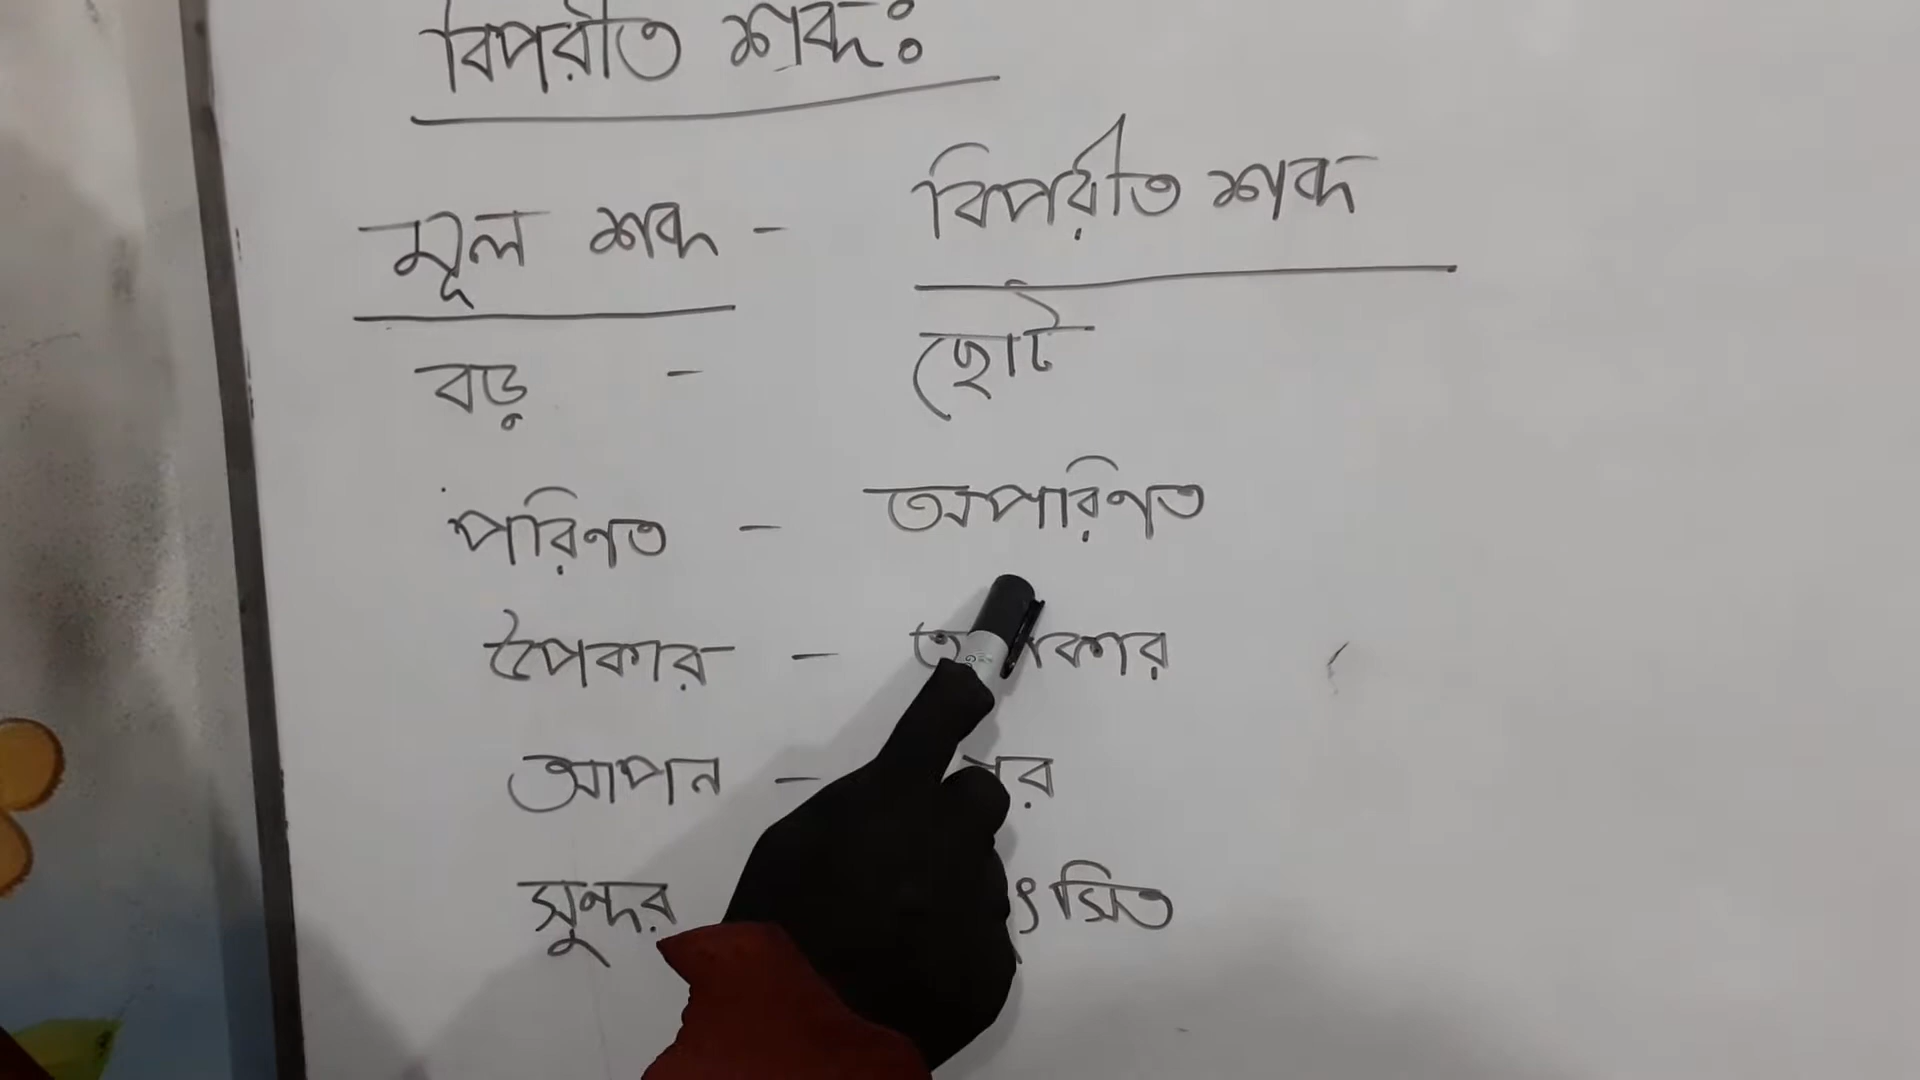 বিপরীত শব্দঃ
মূল শব্দ - বিপরীত শব্দ
বড় - ছোট
পরিণত - অপরিণত
উপকার -
আপন -
সুন্দর